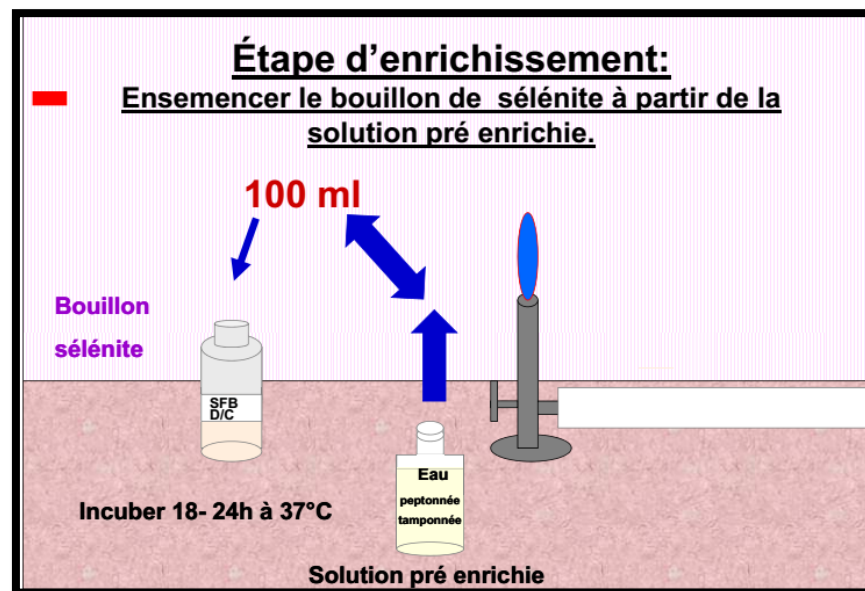 Étape d’enrichissement:
Ensemencer le bouillon de sélénite à partir de la
solution pré enrichie.
100 ml
Bouillon
sélénite
SFB
D/C
Eau
peptonnée
tamponnée
Incuber 18- 24h à 37°C
Solution pré enrichie